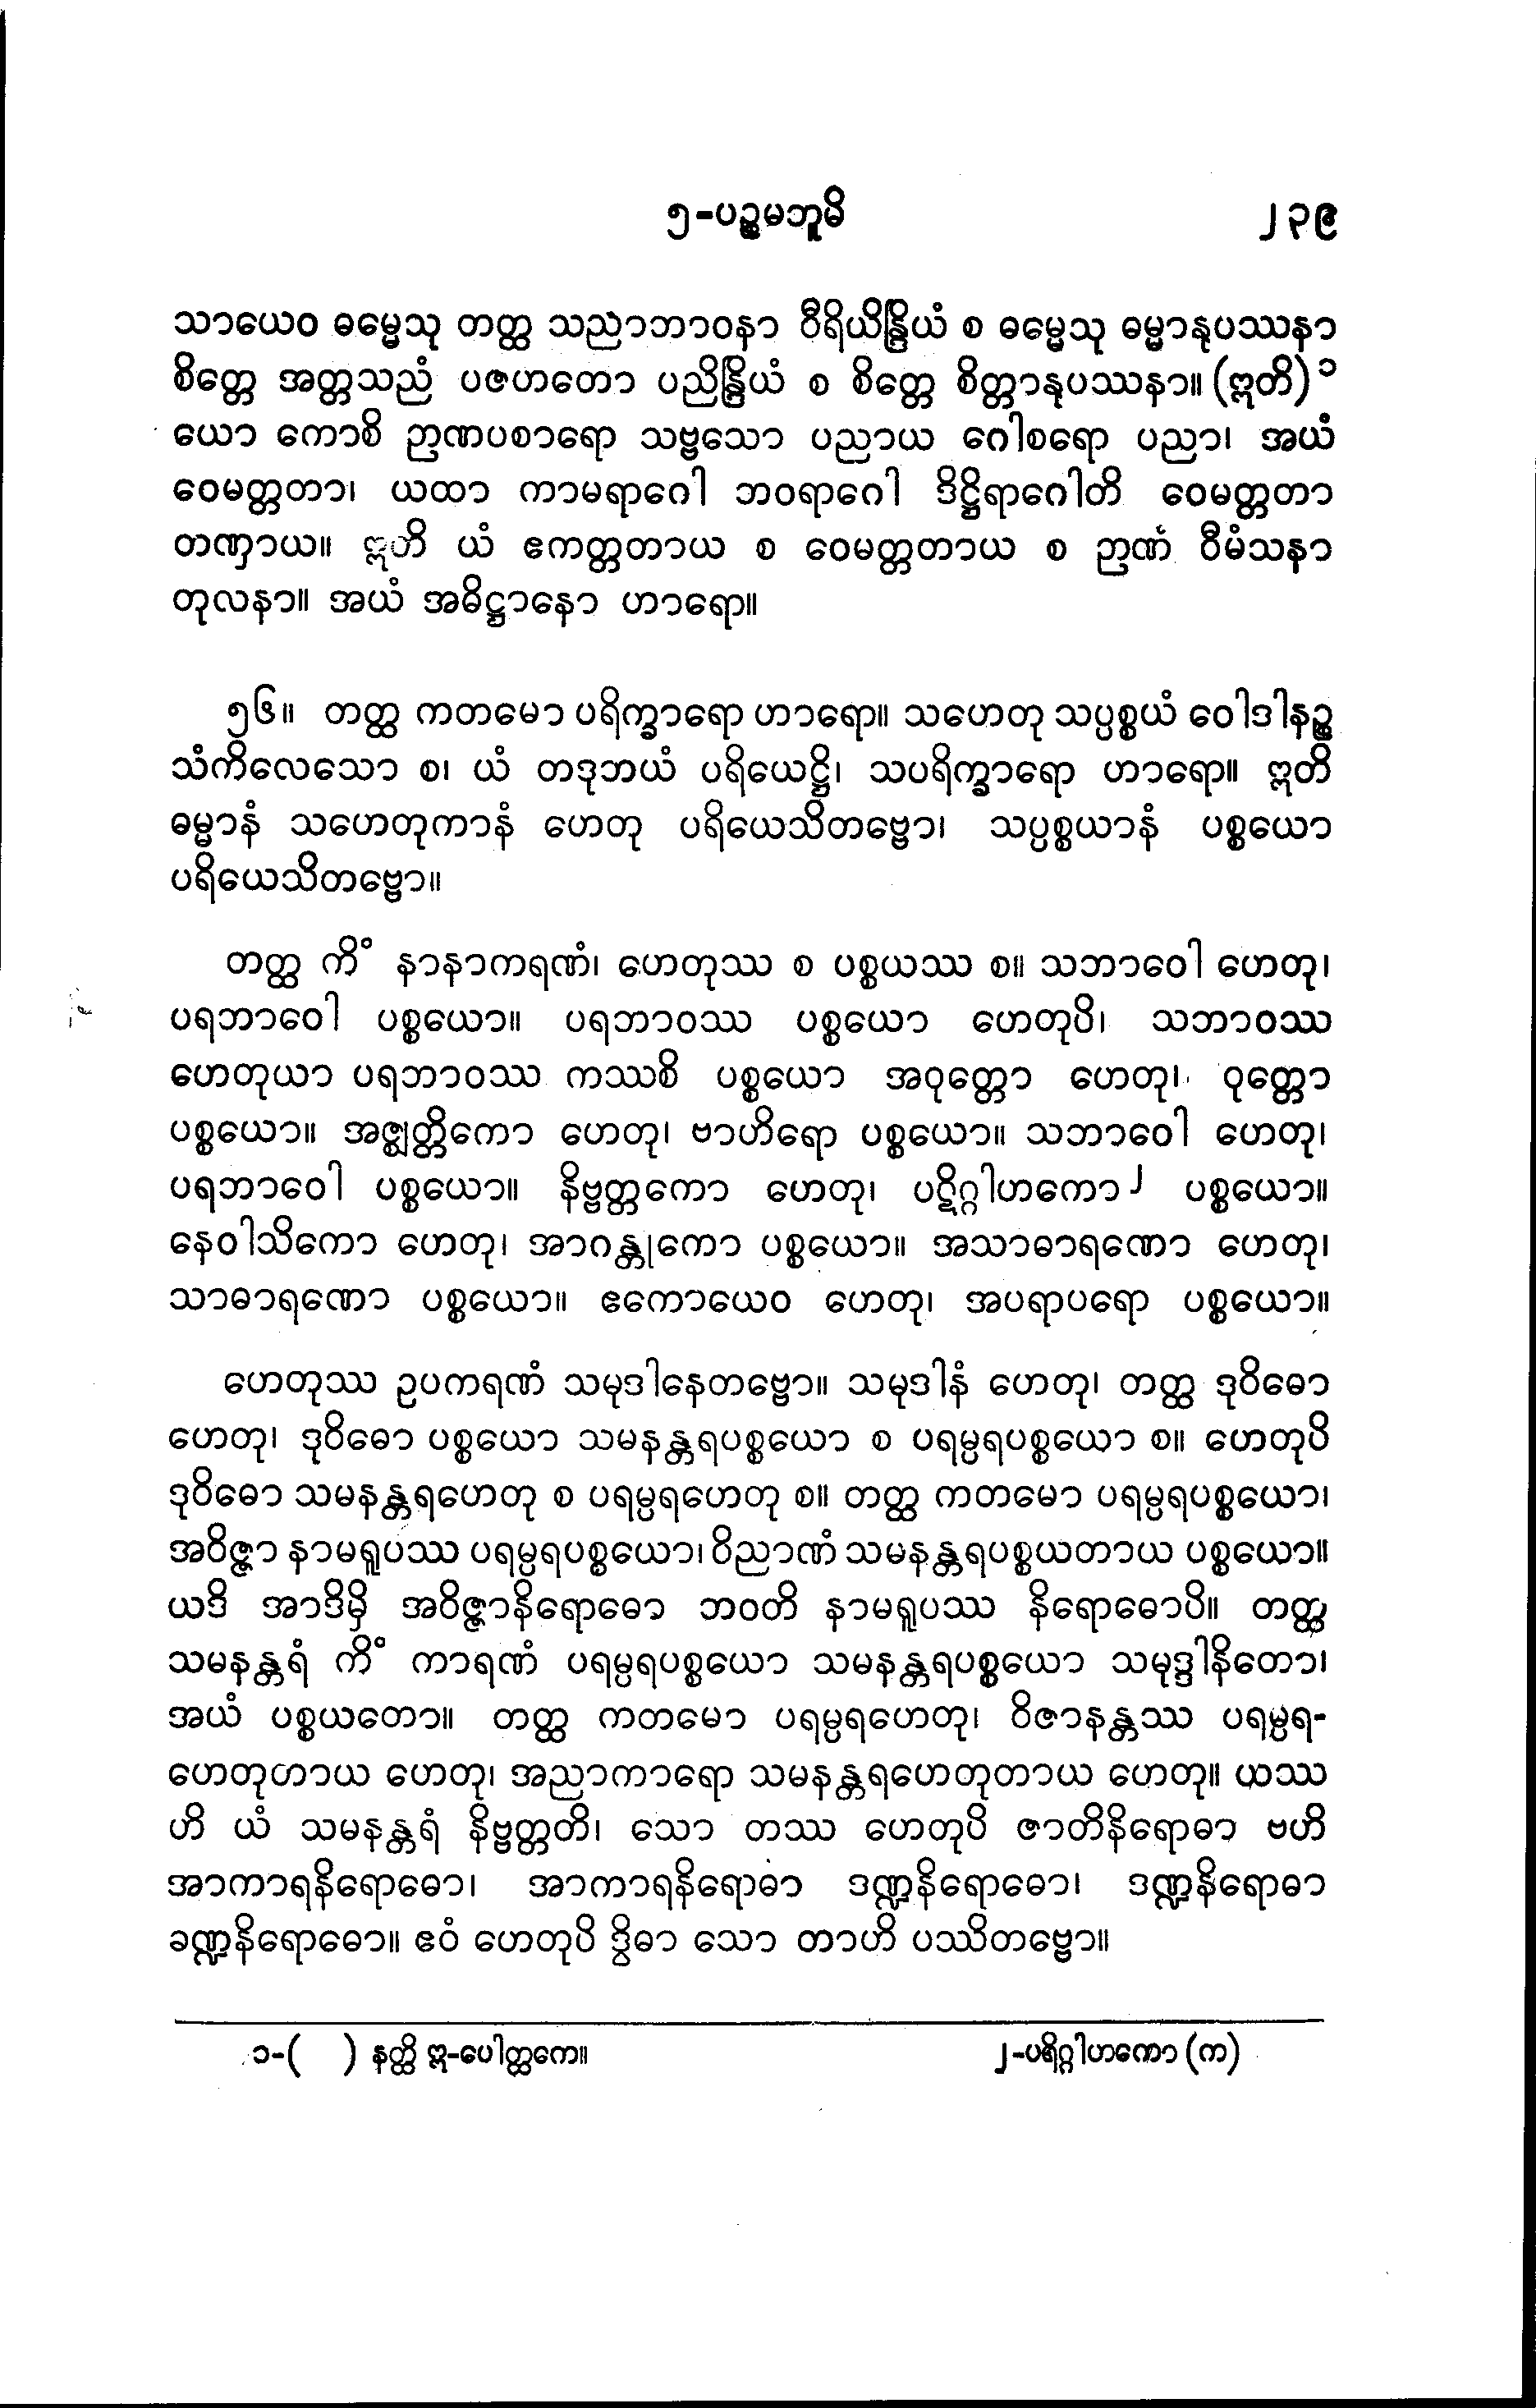 ၅-ပဉ္စမဘူမိ ၂၃၉
သာယေဝ ဓမ္မေသု တတ္ထ သညာဘာဝနာ ဝီရိယိန္ဒြိယံ စ ဓမ္မေသု ဓမ္မာနုပဿနာ
စိတ္တေ အတ္တသညံ ပဇဟတော ပညိန္ဒြိယံ စ စိတ္တေ စိတ္တာနုပဿနာ။ (ဣတိ)၁
ယော ကောစိ ဉာဏပစာရော သဗ္ဗသော ပညာယ ဂေါစရော ပညာ၊ အယံ
ဝေမတ္တတာ၊ ယထာ ကာမရာဂေါ ဘဝရာဂေါ ဒိဋ္ဌိရာဂေါတိ ဝေမတ္တတာ
တဏှာယ။ ဣတိ ယံ ဧကတ္တတာယ စ ဝေမတ္တတာယ စ ဉာဏံ ဝီမံသနာ
တုလနာ။ အယံ အဓိဋ္ဌာနော ဟာရော။
၅၆။ တတ္ထ ကတမော ပရိက္ခာရော ဟာရော။ သဟေတု သပ္ပစ္စယံ ဝေါဒါနဉ္စ
သံကိလေသော စ၊ ယံ တဒုဘယံ ပရိယေဋ္ဌိ၊ သပရိက္ခာရော ဟာရော။ ဣတိ
ဓမ္မာနံ သဟေတုကာနံ ဟေတု ပရိယေသိတဗ္ဗော၊ သပ္ပစ္စယာနံ ပစ္စယော
ပရိယေသိတဗ္ဗော။
တတ္ထ ကိံ နာနာကရဏံ၊ ဟေတုဿ စ ပစ္စယဿ စ။ သဘာဝေါ ဟေတု၊
ပရဘာဝေါ ပစ္စယော။ ပရဘာဝဿ ပစ္စယော ဟေတုပိ၊ သဘာဝဿ
ဟေတုယာ ပရဘာဝဿ ကဿစိ ပစ္စယော အဝုတ္တော ဟေတု၊ ဝုတ္တော
ပစ္စယော။ အဇ္ဈတ္တိကော ဟေတု၊ ဗာဟိရော ပစ္စယော။ သဘာဝေါ ဟေတု၊
ပရဘာဝေါ ပစ္စယော။ နိဗ္ဗတ္တကော ဟေတု၊ ပဋိဂ္ဂါဟကော၂ ပစ္စယော။
နေဝါသိကော ဟေတု၊ အာဂန္တုကော ပစ္စယော။ အသာဓာရဏော ဟေတု၊
သာဓာရဏော ပစ္စယော။ ဧကောယေဝ ဟေတု၊ အပရာပရော ပစ္စယော။
ဟေတုဿ ဥပကရဏံ သမုဒါနေတဗ္ဗော။ သမုဒါနံ ဟေတု၊ တတ္ထ ဒုဝိဓော
ဟေတု၊ ဒုဝိဓော ပစ္စယော သမနန္တရပစ္စယော စ ပရမ္ပရပစ္စယော စ။ ဟေတုပိ
ဒုဝိဓော သမနန္တရဟေတု စ ပရမ္ပရဟေတု စ။ တတ္ထ ကတမော ပရမ္ပရပစ္စယော၊
အဝိဇ္ဇာ နာမရူပဿ ပရမ္ပရပစ္စယော၊ ဝိညာဏံ သမနန္တရပစ္စယတာယ ပစ္စယော။
ယဒိ အာဒိမှိ အဝိဇ္ဇာနိရောဓော ဘဝတိ နာမရူပဿ နိရောဓောပိ။ တတ္ထ
သမနန္တရံ ကိံ ကာရဏံ ပရမ္ပရပစ္စယော သမနန္တရပစ္စယော သမုဒ္ဒါနိတော၊
အယံ ပစ္စယတော။ တတ္ထ ကတမော ပရမ္ပရဟေတု၊ ဝိဇာနန္တဿ ပရမ္ပရ-
ဟေတုတာယ ဟေတု၊ အညာကာရော သမနန္တရဟေတုတာယ ဟေတု။ ယဿ
ဟိ ယံ သမနန္တရံ နိဗ္ဗတ္တတိ၊ သော တဿ ဟေတုပိ ဇာတိနိရောဓာ ဗဟိ
အာကာရနိရောဓော၊ အာကာရနိရောဓာ ဒဏ္ဍနိရောဓော၊ ဒဏ္ဍနိရောဓာ
ခဏ္ဍနိရောဓော။ ဧဝံ ဟေတုပိ ဒွိဓာ သော တာဟိ ပဿိတဗ္ဗော။
၁-( ) နတ္ထိ ဣ-ပေါတ္ထကေ။ ၂-ပရိဂ္ဂါဟကော (က)